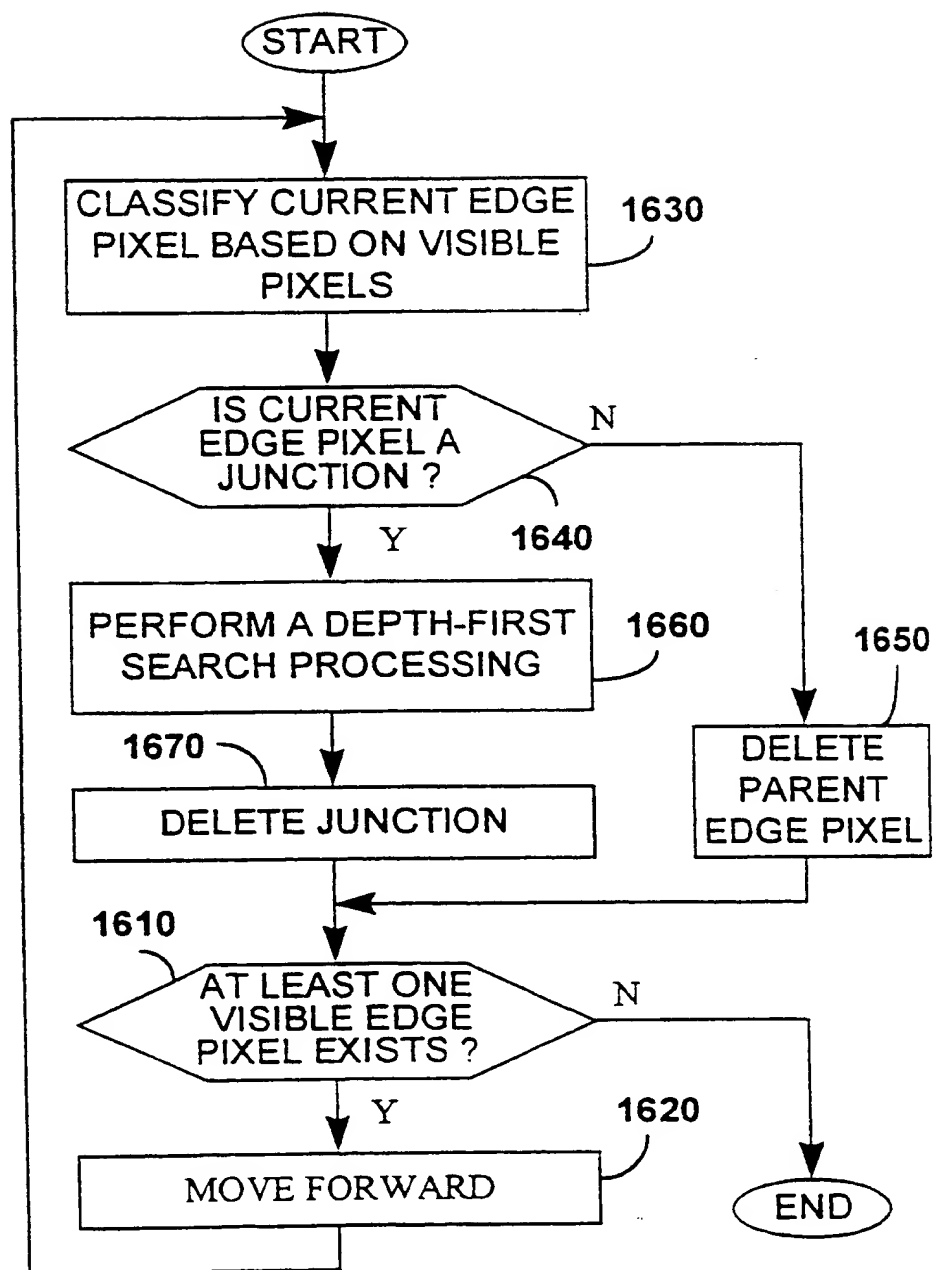 START
CLASSIFY CURRENT EDGE
PIXEL BASED ON VISIBLE
PIXELS
1630
IS CURRENT
EDGE PIXEL A
JUNCTION ?
N
1640
Y
PERFORM A DEPTH-FIRST
SEARCH PROCESSING
1660
1650
DELETE
PARENT
EDGE PIXEL
1670
DELETE JUNCTION
1610
AT LEAST ONE
VISIBLE EDGE
PIXEL EXISTS ?
N
Y
1620
MOVE FORWARD
END